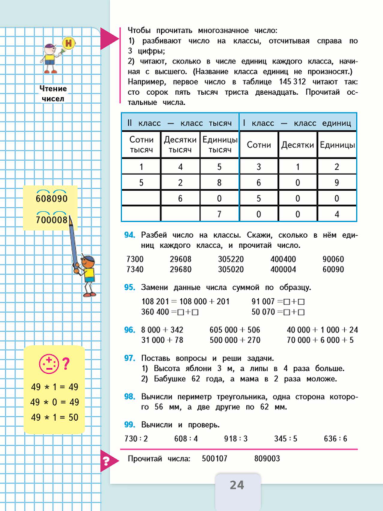 Чтобы прочитать многозначное число:
1) разбивают число на классы, отсчитывая справа по
3 цифры;
2) читают, сколько в числе единиц каждого класса, начи-
ная с высшего. (Название класса единиц не произносят.)
Например, первое число в таблице 145 312 читают так:
сто сорок пять тысяч триста двенадцать. Прочитай ос-
тальные числа.
Н
Чтение
чисел
II класс — класс тысяч I класс — класс единиц
Сотни тысяч Десятки тысяч Единицы тысяч Сотни Десятки Единицы
1 4 5 3 1 2
5 2 8 6 0 9
6 0 5 0 0
7 0 0 4
608090
700008
94. Разбей число на классы. Скажи, сколько в нём еди-
ниц каждого класса, и прочитай число.
7300 29608 305220 400400 90060
7340 29680 305020 400004 60090
95. Замени данные числа суммой по образцу.
108 201 = 108 000 + 201 91 007 = □ + □
360 400 = □ + □ 50 070 = □ + □
96. 8 000 + 342 605 000 + 506 40 000 + 1 000 + 24
31 000 + 78 500 000 + 270 70 000 + 6 000 + 5
97. Поставь вопросы и реши задачи.
1) Высота яблони 3 м, а липы в 4 раза больше.
2) Бабушке 62 года, а мама в 2 раза моложе.
?
49 * 1 = 49
49 * 0 = 49
49 * 1 = 50
98. Вычисли периметр треугольника, одна сторона которо-
го 56 мм, а две другие по 62 мм.
99. Вычисли и проверь.
730 : 2 608 : 4 918 : 3 345 : 5 636 : 6
? Прочитай числа: 500107 809003
24